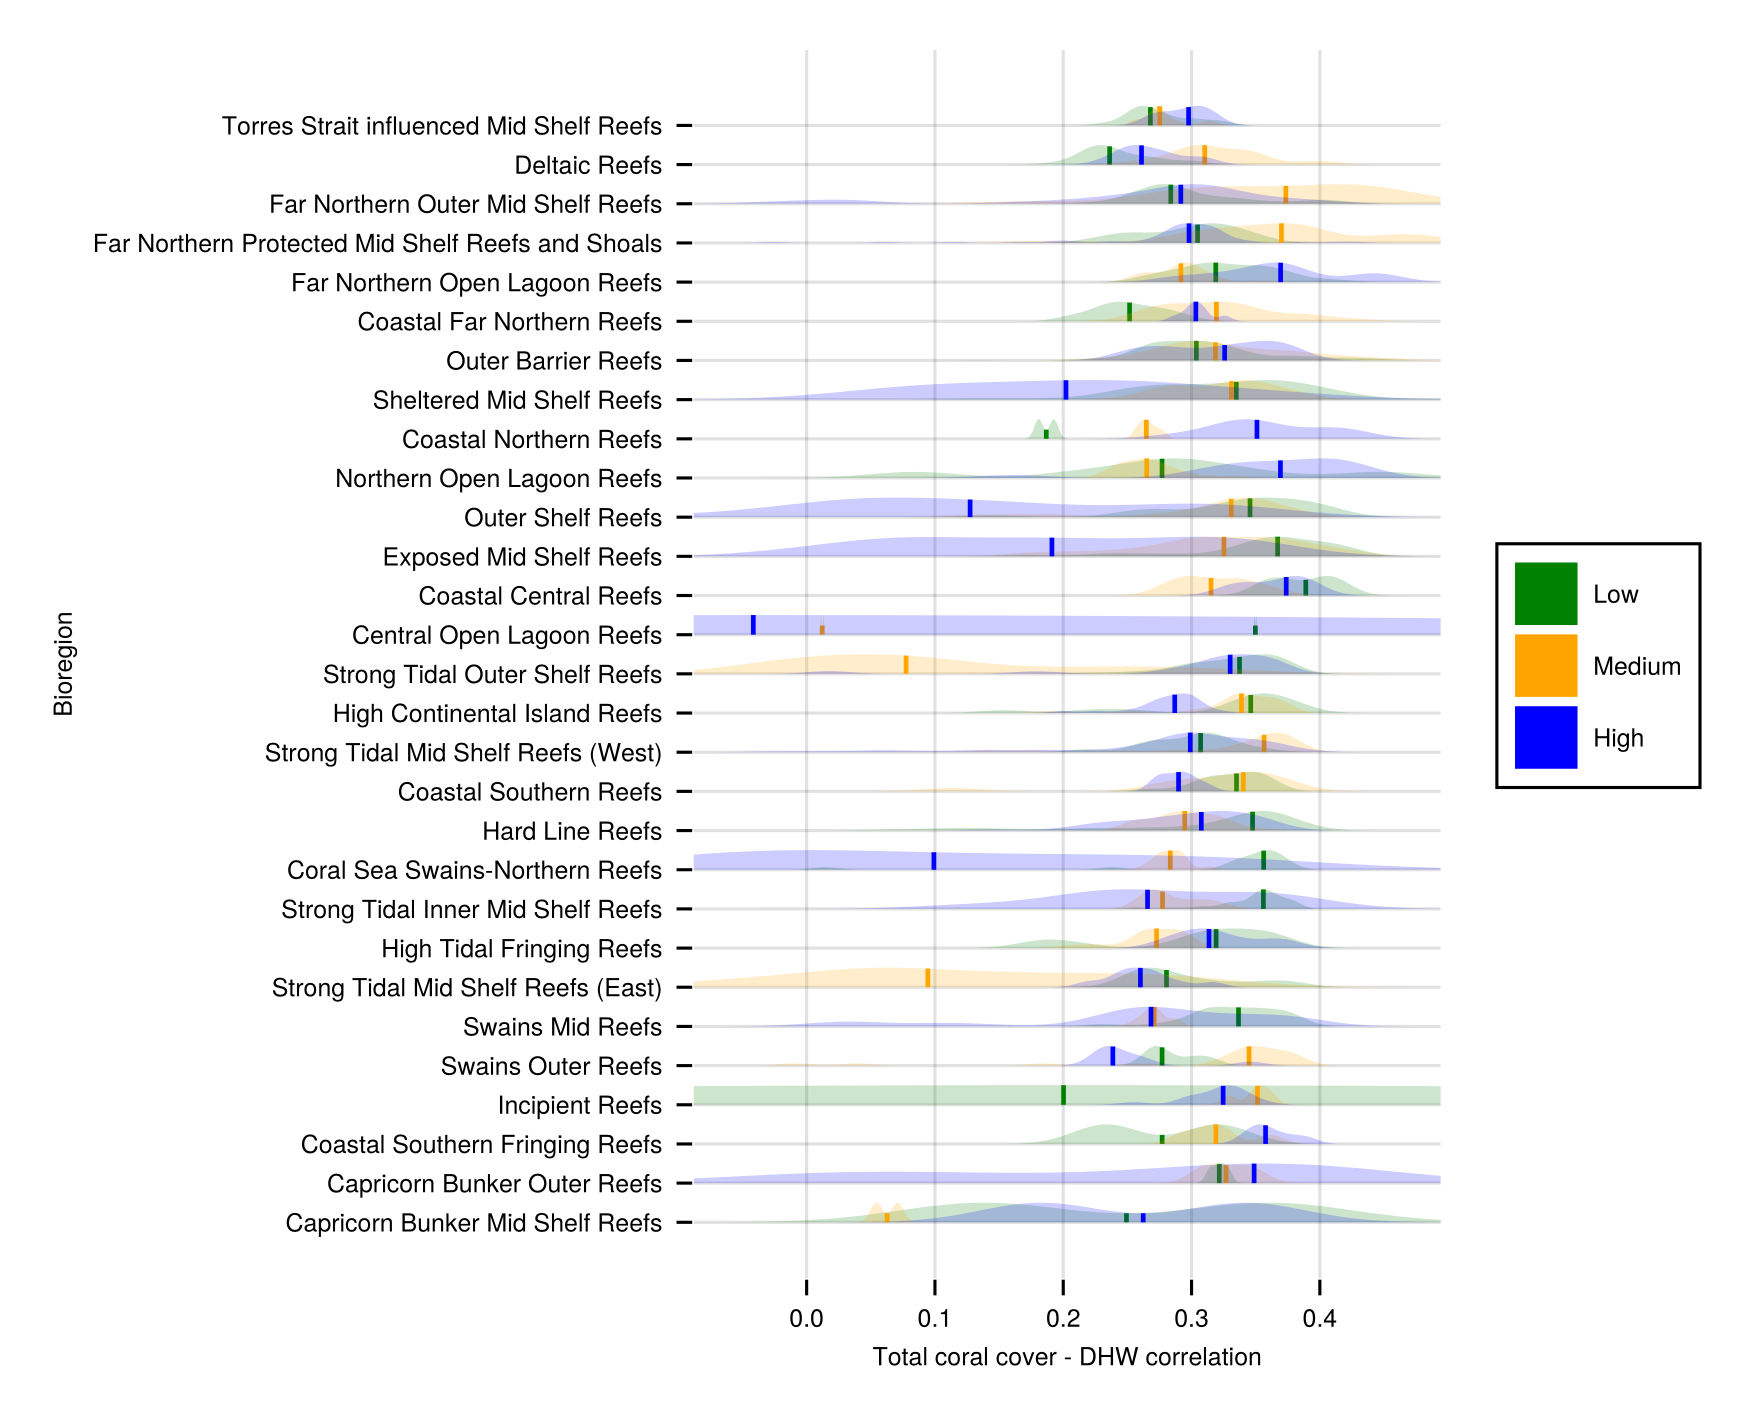 Torres Strait influenced Mid Shelf Reefs
Deltaic Reefs
Far Northern Outer Mid Shelf Reefs
Far Northern Protected Mid Shelf Reefs and Shoals
Far Northern Open Lagoon Reefs
Coastal Far Northern Reefs
Outer Barrier Reefs
Sheltered Mid Shelf Reefs
Coastal Northern Reefs
Northern Open Lagoon Reefs
Outer Shelf Reefs
Exposed Mid Shelf Reefs
Coastal Central Reefs
Central Open Lagoon Reefs
Strong Tidal Outer Shelf Reefs
High Continental Island Reefs
Strong Tidal Mid Shelf Reefs (West)
Coastal Southern Reefs
Hard Line Reefs
Coral Sea Swains-Northern Reefs
Strong Tidal Inner Mid Shelf Reefs
High Tidal Fringing Reefs
Strong Tidal Mid Shelf Reefs (East)
Swains Mid Reefs
Swains Outer Reefs
Incipient Reefs
Coastal Southern Fringing Reefs
Capricorn Bunker Outer Reefs
Capricorn Bunker Mid Shelf Reefs
Bioregion
0.0 0.1 0.2 0.3 0.4
Total coral cover - DHW correlation
Low
Medium
High